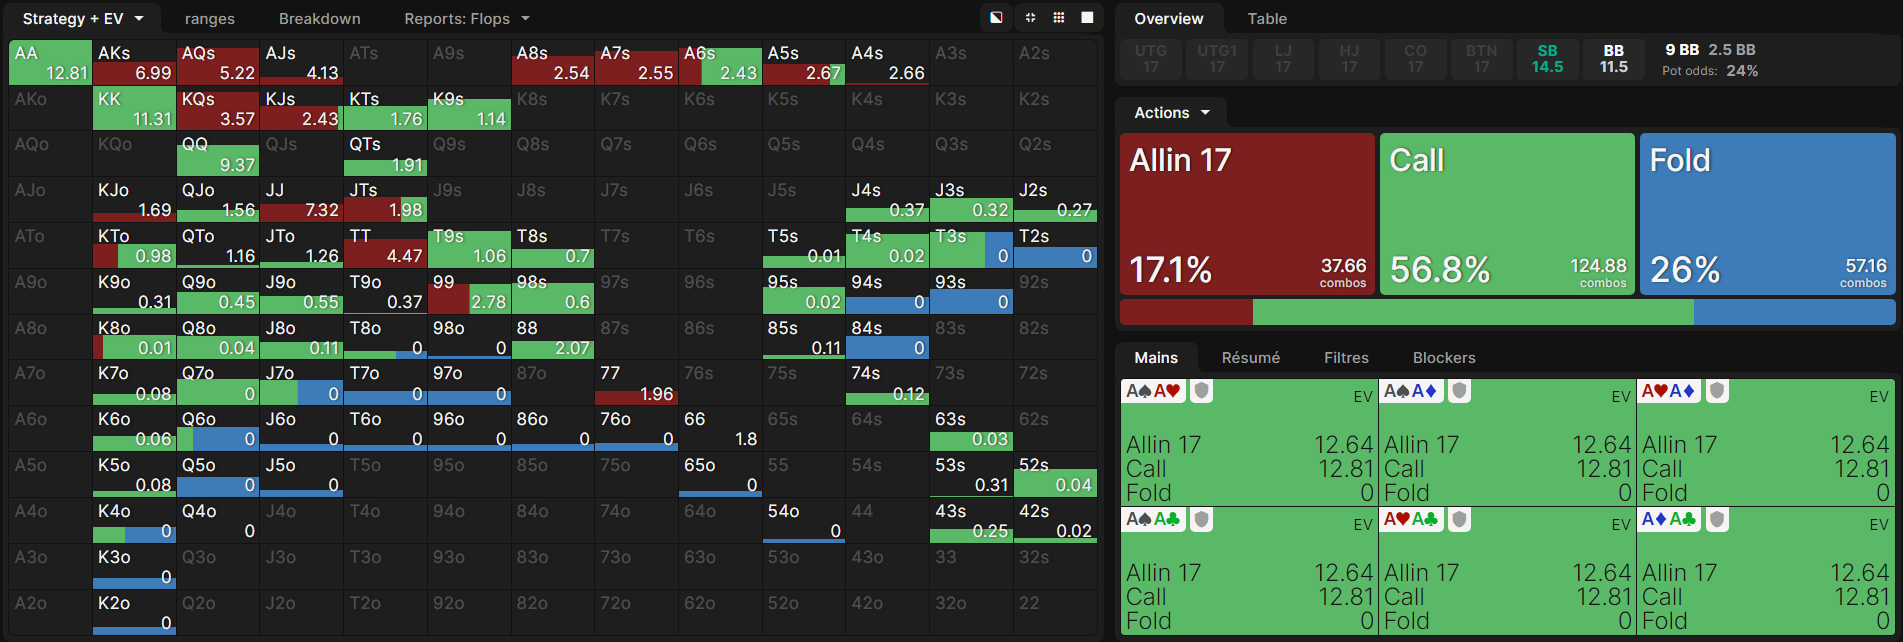 Strategy + EV ranges Breakdown Reports: Flops
AA AKs AQs AJs ATs A9s A8s A7s A6s A5s A4s A3s A2s
12.81 6.99 5.22 4.13 2.54 2.55 2.43 2.67 2.66
AKo KK KQs KJs KTs K9s K8s K7s K6s K5s K4s K3s K2s
11.31 3.57 2.43 1.76 1.14
AQo KQo QQ QJs QTs Q9s Q8s Q7s Q6s Q5s Q4s Q3s Q2s
9.37 1.91
AJo KJo QJo JJ JTs J9s J8s J7s J6s J5s J4s J3s J2s
1.69 1.56 7.32 1.98 0.37 0.32 0.27
ATo KTo QTo JTo TT T9s T8s T7s T6s T5s T4s T3s T2s
0.98 1.16 1.26 4.47 1.06 0.7 0.01 0.02 0 0
A9o K9o Q9o J9o T9o 99 98s 97s 96s 95s 94s 93s 92s
0.31 0.45 0.55 0.37 2.78 0.6 0.02 0 0
A8o K8o Q8o J8o T8o 98o 88 87s 86s 85s 84s 83s 82s
0.01 0.04 0.11 0 0 2.07 0.11 0
A7o K7o Q7o J7o T7o 97o 87o 77 76s 75s 74s 73s 72s
0.08 0 0 0 0 1.96 0.12
A6o K6o Q6o J6o T6o 96o 86o 76o 66 65s 64s 63s 62s
0.06 0 0 0 0 0 0 1.8 0.03
A5o K5o Q5o J5o T5o 95o 85o 75o 65o 55 54s 53s 52s
0.08 0 0 0 0.31 0.04
A4o K4o Q4o J4o T4o 94o 84o 74o 64o 54o 44 43s 42s
0 0 0 0.25 0.02
A3o K3o Q3o J3o T3o 93o 83o 73o 63o 53o 43o 33 32s
0
A2o K2o Q2o J2o T2o 92o 82o 72o 62o 52o 42o 32o 22
0
Overview Table
UTG UTG1 LJ HJ CO BTN SB BB 9 BB 2.5 BB
17 17 17 17 17 17 14.5 11.5 Pot odds: 24%
Actions
Allin 17 Call Fold
17.1% 37.66 combos 56.8% 124.88 combos 26% 57.16 combos
Mains Résumé Filtres Blockers
A♠A♥ EV A♠A♦ EV A♥A♦ EV
Allin 17 12.64 Allin 17 12.64 Allin 17 12.64
Call 12.81 Call 12.81 Call 12.81
Fold 0 Fold 0 Fold 0
A♠A♣ EV A♥A♣ EV A♦A♣ EV
Allin 17 12.64 Allin 17 12.64 Allin 17 12.64
Call 12.81 Call 12.81 Call 12.81
Fold 0 Fold 0 Fold 0